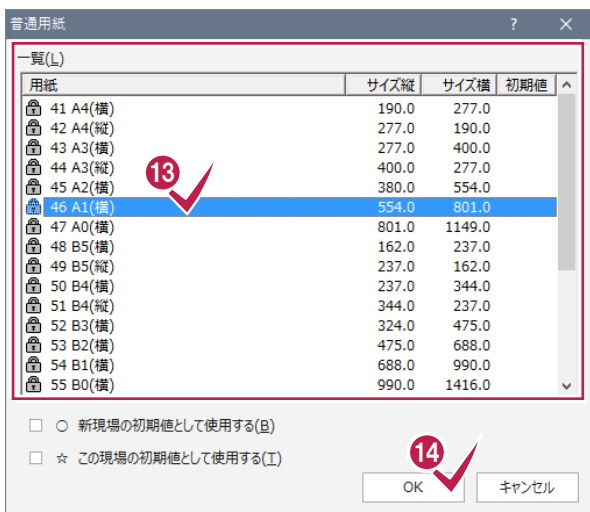 普通用紙 ? ×
一覧(L)
用紙 サイズ縦 サイズ横 初期値
41 A4(横) 190.0 277.0
42 A4(縦) 277.0 190.0
43 A3(横) 277.0 400.0
44 A3(縦) 400.0 277.0
45 A2(横) 380.0 554.0
46 A1(横) 554.0 801.0
47 A0(横) 801.0 1149.0
48 B5(横) 162.0 237.0
49 B5(縦) 237.0 162.0
50 B4(横) 237.0 344.0
51 B4(縦) 344.0 237.0
52 B3(横) 324.0 475.0
53 B2(横) 475.0 688.0
54 B1(横) 688.0 990.0
55 B0(横) 990.0 1416.0
13
○ 新現場の初期値として使用する(B)
☆ この現場の初期値として使用する(T)
14
OK キャンセル